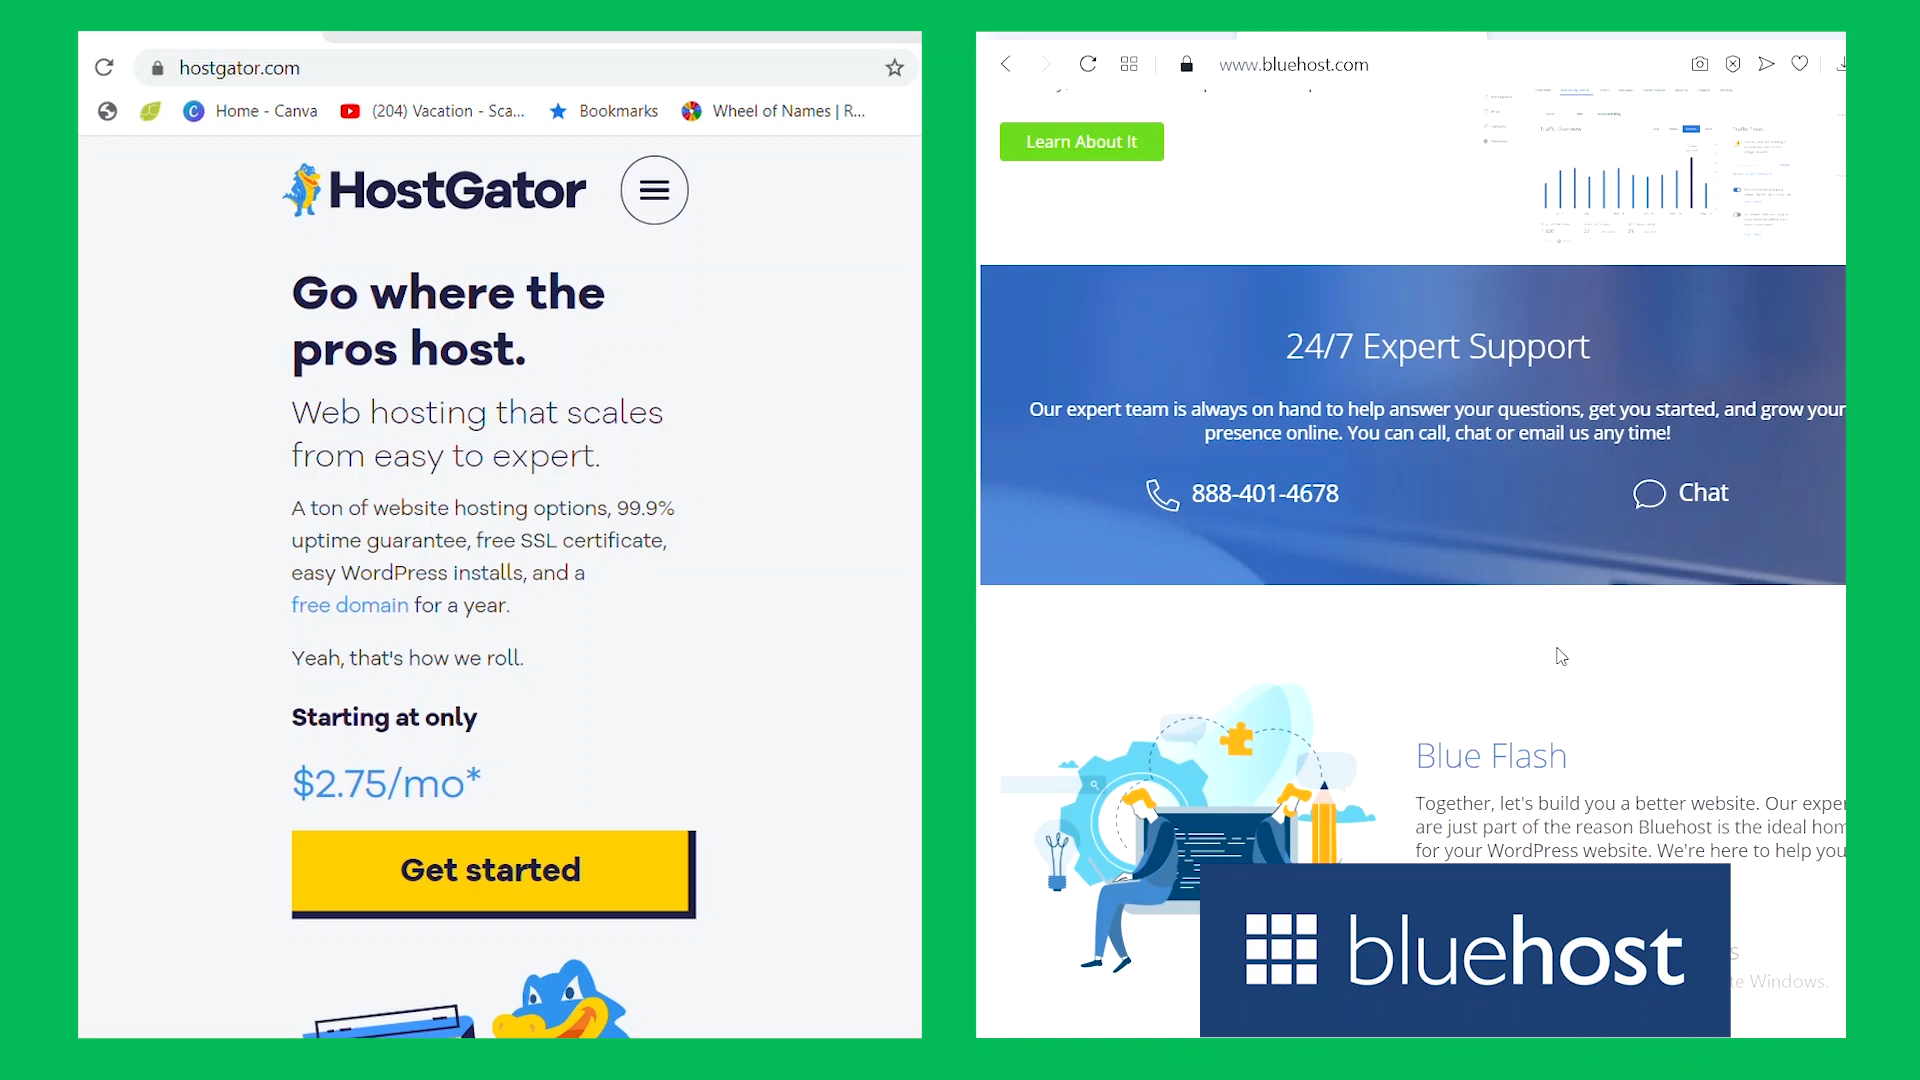 hostgator.com
Home - Canva
(204) Vacation - Sca...
Bookmarks
Wheel of Names | R...
HostGator
Go where the
pros host.
Web hosting that scales
from easy to expert.
A ton of website hosting options, 99.9%
uptime guarantee, free SSL certificate,
easy WordPress installs, and a
free domain for a year.
Yeah, that's how we roll.
Starting at only
$2.75/mo*
Get started
www.bluehost.com
Learn About It
Traffic Overview
Traffic Tools
24/7 Expert Support
Our expert team is always on hand to help answer your questions, get you started, and grow your
presence online. You can call, chat or email us any time!
888-401-4678
Chat
Blue Flash
Together, let's build you a better website. Our
are just part of the reason Bluehost is the ideal
for your WordPress website. We're here to help you
bluehost
Windows.